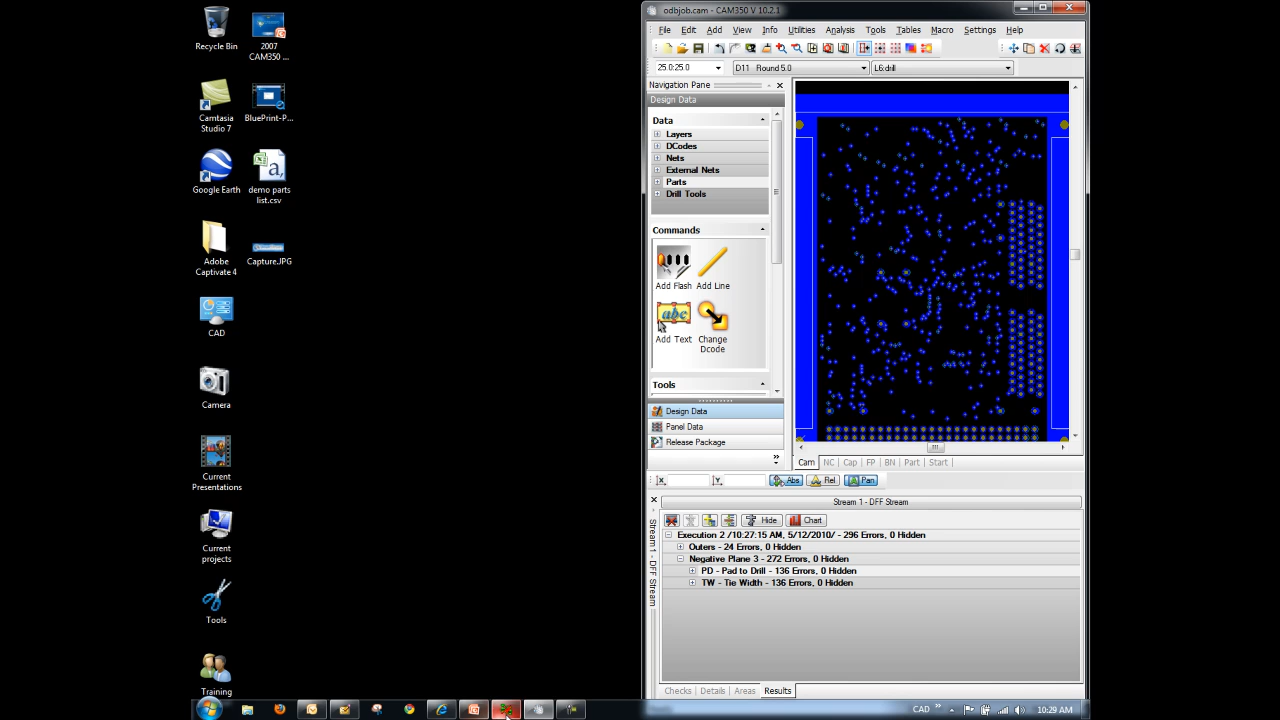 Recycle Bin
2007 CAM350 ...
Camtasia Studio 7
BluePrint-P...
Google Earth
demo parts list.csv
Adobe Captivate 4
Capture.JPG
CAD
Camera
Current Presentations
Current projects
Tools
Training
odbjob.cam - CAM350 V 10.2.1
File Edit Add View Info Utilities Analysis Tools Tables Macro Settings Help
25.0:25.0 D11 Round 5.0 L6:drill
Navigation Pane
Design Data
Data
Layers
DCodes
Nets
External Nets
Parts
Drill Tools
Commands
Add Flash Add Line
abc
Add Text Change Dcode
Tools
Design Data
Panel Data
Release Package
Cam NC Cap FP BN Part Start
X Y Abs Rel Pan
Stream 1 - DFF Stream
Stream 1 - DFF Stream
Hide Chart
Execution 2 /10:27:15 AM, 5/12/2010/ - 296 Errors, 0 Hidden
Outers - 24 Errors, 0 Hidden
Negative Plane 3 - 272 Errors, 0 Hidden
PD - Pad to Drill - 136 Errors, 0 Hidden
TW - Tie Width - 136 Errors, 0 Hidden
Checks Details Areas Results
CAD 10:29 AM